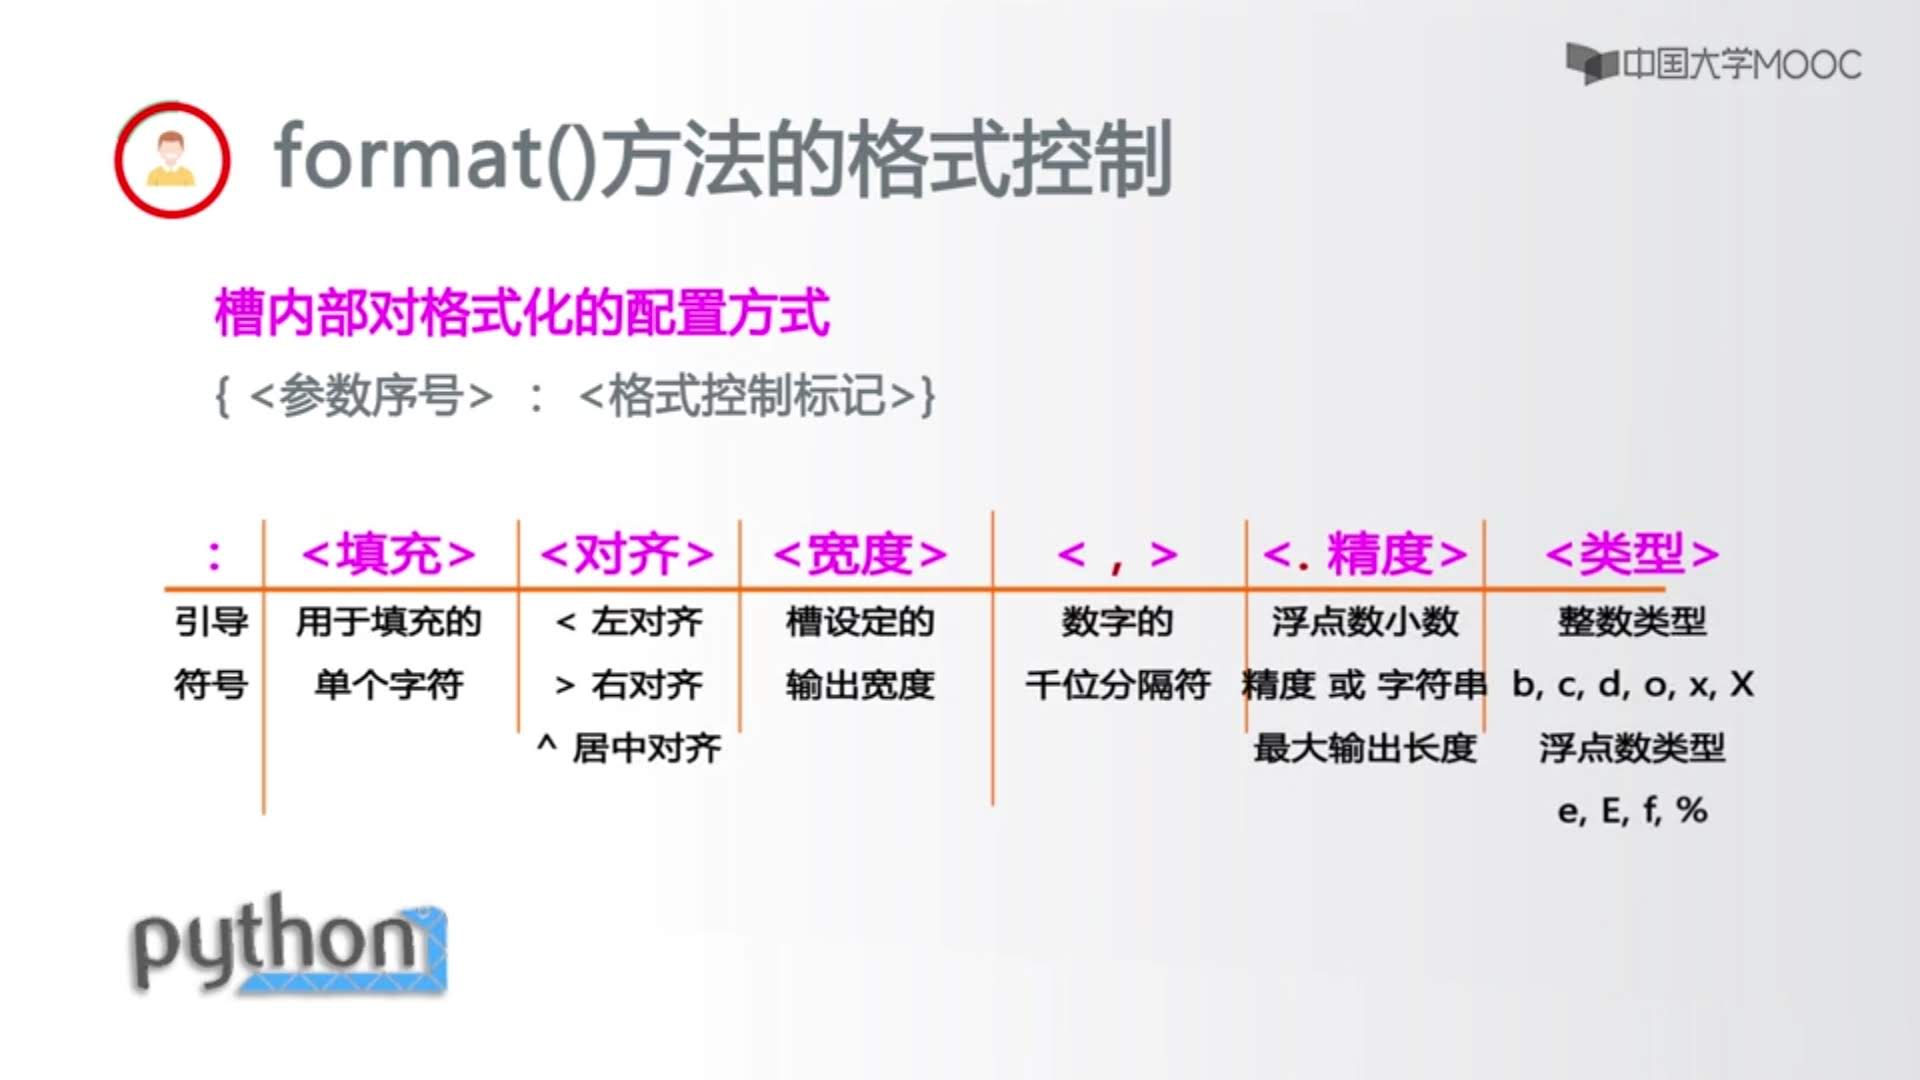 中国大学MOOC
format()方法的格式控制
槽内部对格式化的配置方式
{ <参数序号> : <格式控制标记>}
: <填充> <对齐> <宽度> < , > <. 精度> <类型>
引导 用于填充的 < 左对齐 槽设定的 数字的 浮点数小数 整数类型
符号 单个字符 > 右对齐 输出宽度 千位分隔符 精度 或 字符串 b, c, d, o, x, X
^ 居中对齐 最大输出长度 浮点数类型
e, E, f, %
python